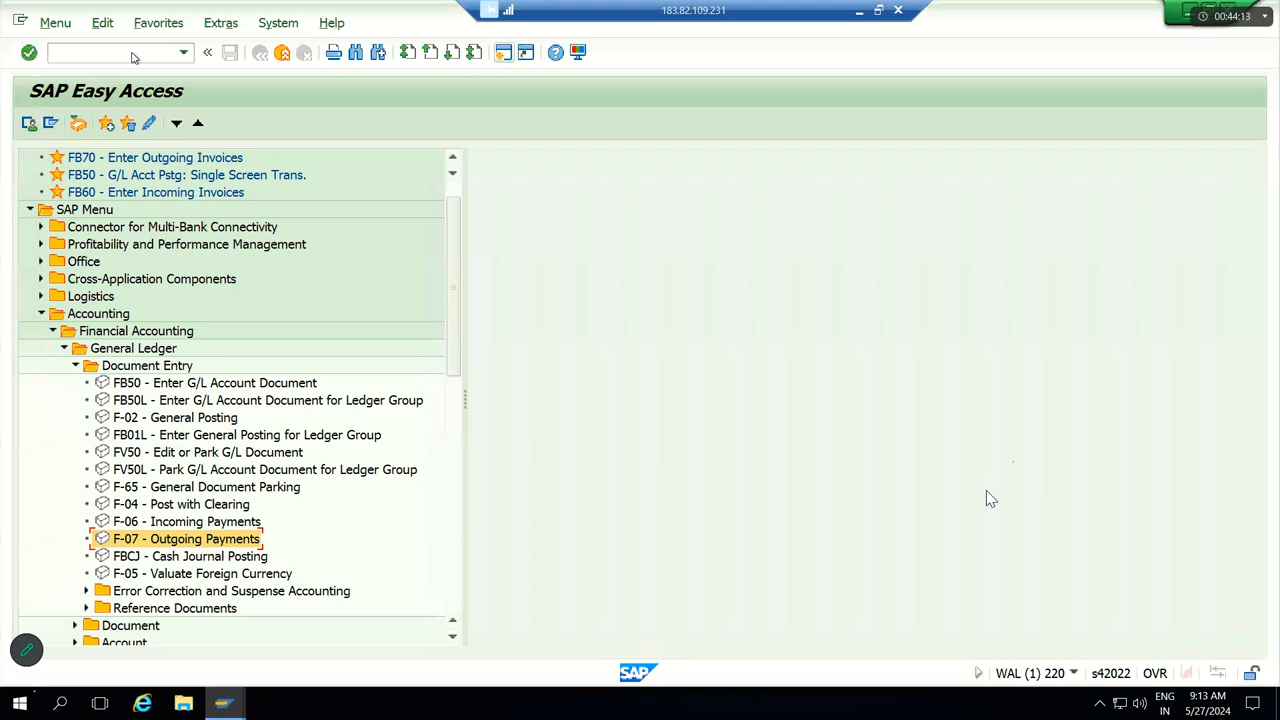 183.82.109.231
00:44:13
Menu Edit Favorites Extras System Help
SAP Easy Access
FB70 - Enter Outgoing Invoices
FB50 - G/L Acct Pstg: Single Screen Trans.
FB60 - Enter Incoming Invoices
SAP Menu
Connector for Multi-Bank Connectivity
Profitability and Performance Management
Office
Cross-Application Components
Logistics
Accounting
Financial Accounting
General Ledger
Document Entry
FB50 - Enter G/L Account Document
FB50L - Enter G/L Account Document for Ledger Group
F-02 - General Posting
FB01L - Enter General Posting for Ledger Group
FV50 - Edit or Park G/L Document
FV50L - Park G/L Account Document for Ledger Group
F-65 - General Document Parking
F-04 - Post with Clearing
F-06 - Incoming Payments
F-07 - Outgoing Payments
FBCJ - Cash Journal Posting
F-05 - Valuate Foreign Currency
Error Correction and Suspense Accounting
Reference Documents
Document
Account
SAP
WAL (1) 220 s42022 OVR
ENG 9:13 AM
IN 5/27/2024